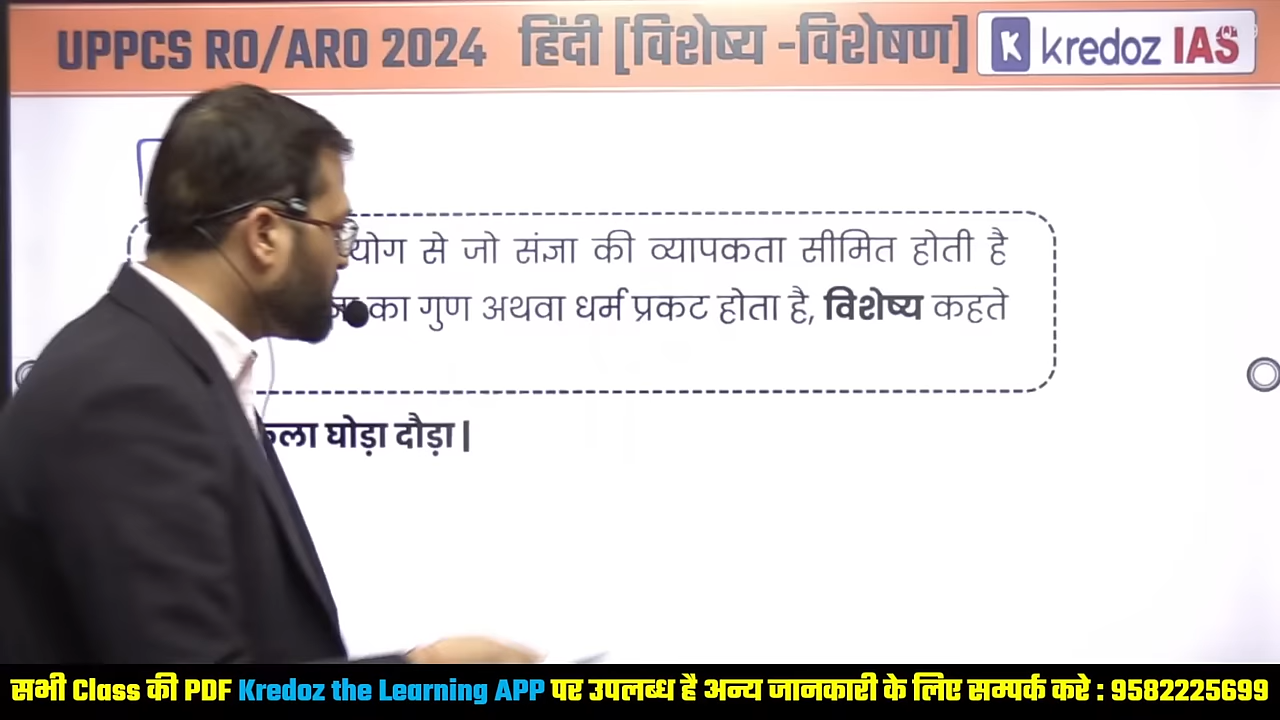 UPPCS RO/ARO 2024 हिंदी [विशेष्य -विशेषण]
K kredoz IAS
योग से जो संज्ञा की व्यापकता सीमित होती है
का गुण अथवा धर्म प्रकट होता है, विशेष्य कहते
घोड़ा दौड़ा |
सभी Class की PDF Kredoz the Learning APP पर उपलब्ध है अन्य जानकारी के लिए सम्पर्क करे : 9582225699